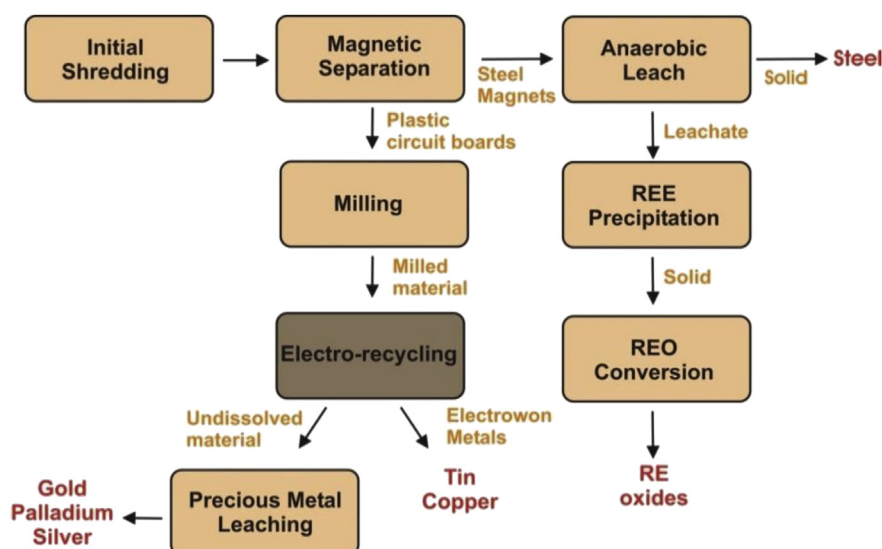 Initial
Shredding
Magnetic
Separation
Steel
Magnets
Anaerobic
Leach
Solid
Steel
Plastic
circuit boards
Leachate
Milling
REE
Precipitation
Milled
material
Solid
Electro-recycling
REO
Conversion
Undissolved
material
Electrowon
Metals
Gold
Palladium
Silver
Precious Metal
Leaching
Tin
Copper
RE
oxides